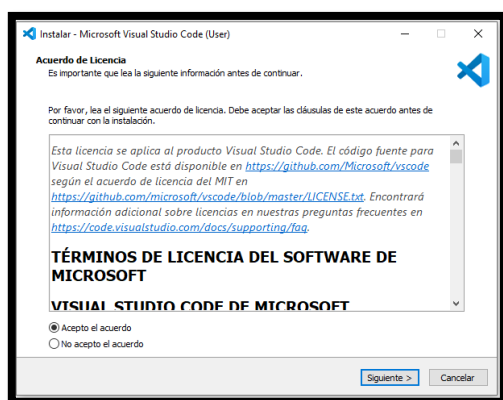 Instalar - Microsoft Visual Studio Code (User)
Acuerdo de Licencia
Es importante que lea la siguiente información antes de continuar.
Por favor, lea el siguiente acuerdo de licencia. Debe aceptar las cláusulas de este acuerdo antes de
continuar con la instalación.
Esta licencia se aplica al producto Visual Studio Code. El código fuente para
Visual Studio Code está disponible en https://github.com/Microsoft/vscode
según el acuerdo de licencia del MIT en
https://github.com/microsoft/vscode/blob/master/LICENSE.txt. Encontrará
información adicional sobre licencias en nuestras preguntas frecuentes en
https://code.visualstudio.com/docs/supporting/faq.
TÉRMINOS DE LICENCIA DEL SOFTWARE DE
MICROSOFT
VISUAL STUDIO CODE DE MICROSOFT
Acepto el acuerdo
No acepto el acuerdo
Siguiente > Cancelar